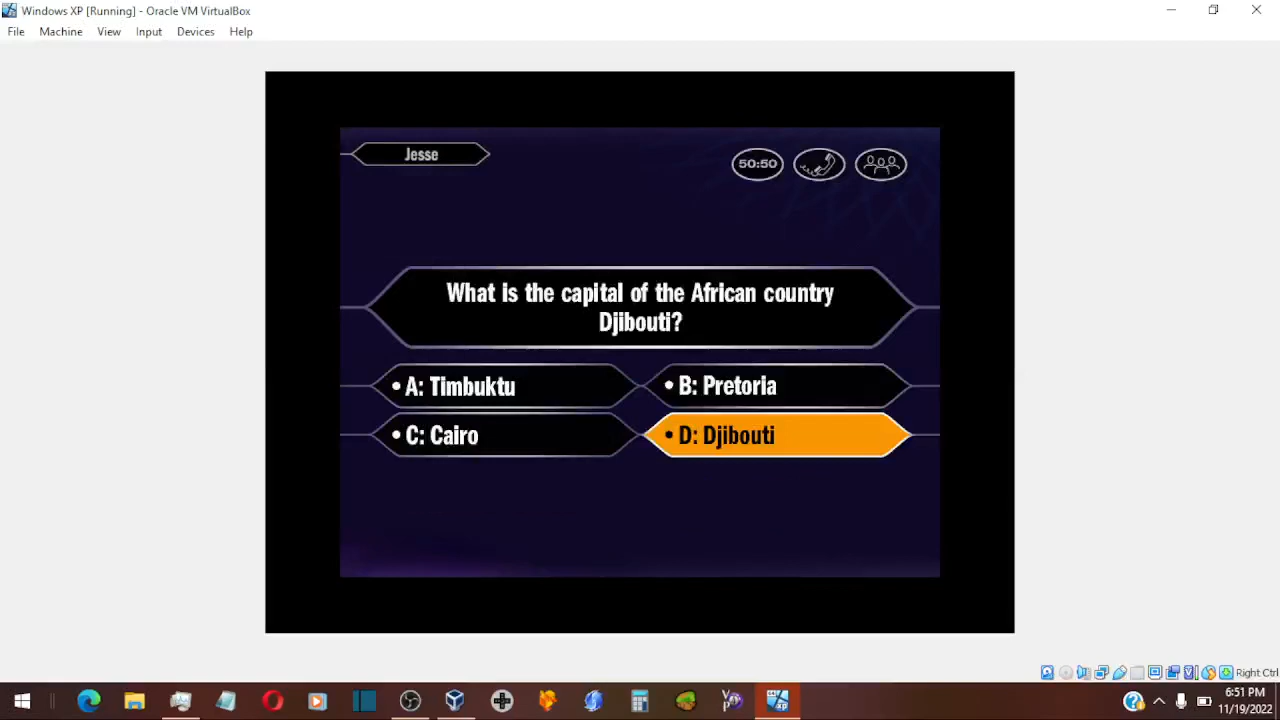 Windows XP [Running] - Oracle VM VirtualBox
File Machine View Input Devices Help
Jesse
50:50
What is the capital of the African country
Djibouti?
• A: Timbuktu
• B: Pretoria
• C: Cairo
• D: Djibouti
Right Ctrl
6:51 PM
11/19/2022